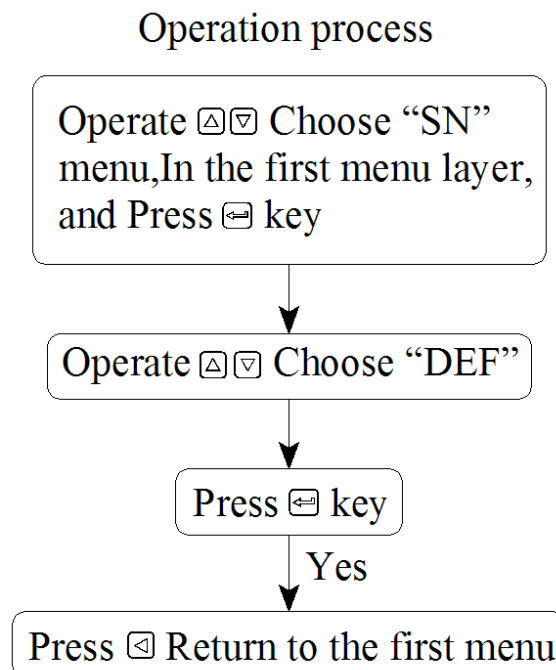 Operation process
Operate △▽ Choose “SN”
menu,In the first menu layer,
and Press ↵ key
Operate △▽ Choose “DEF”
Press ↵ key
Yes
Press ◁ Return to the first menu